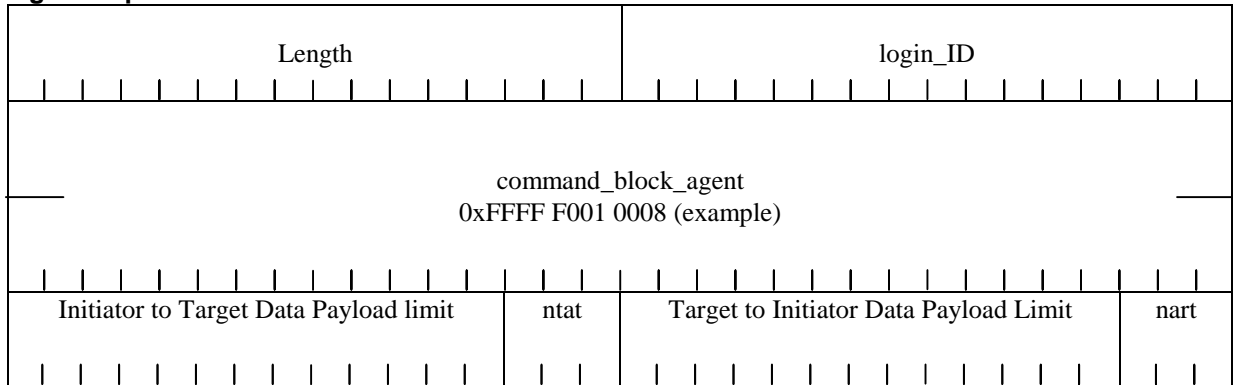 Length login_ID
command_block_agent
0xFFFF F001 0008 (example)
Initiator to Target Data Payload limit ntat Target to Initiator Data Payload Limit nart